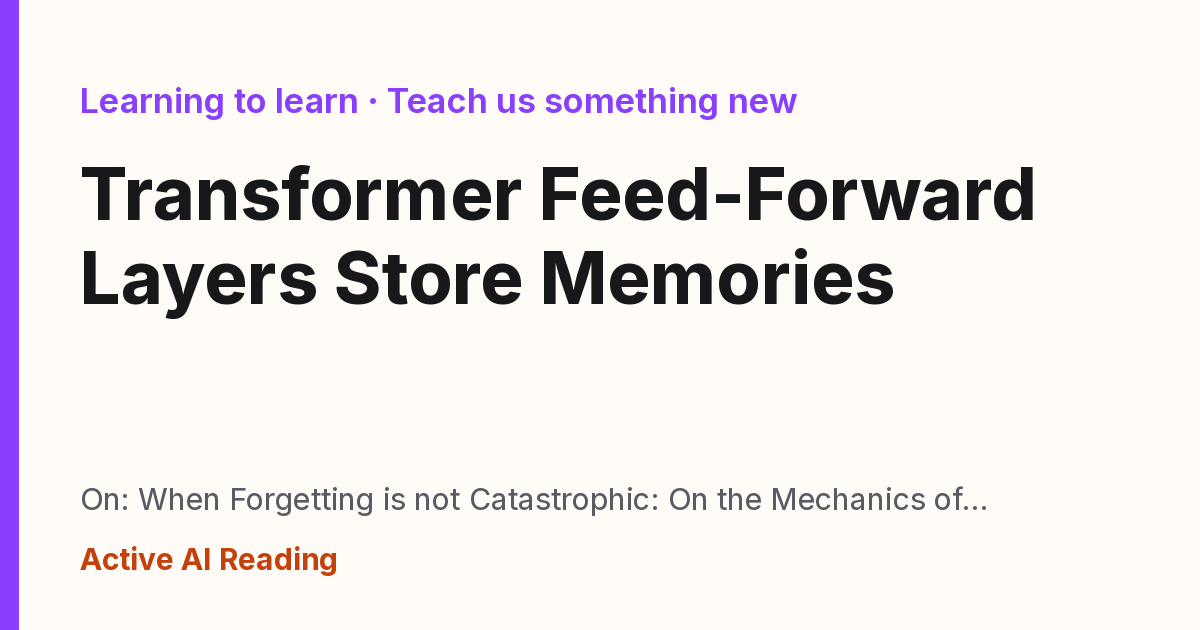 Learning to learn · Teach us something new
Transformer Feed-Forward
Layers Store Memories
On: When Forgetting is not Catastrophic: On the Mechanics of...
Active AI Reading